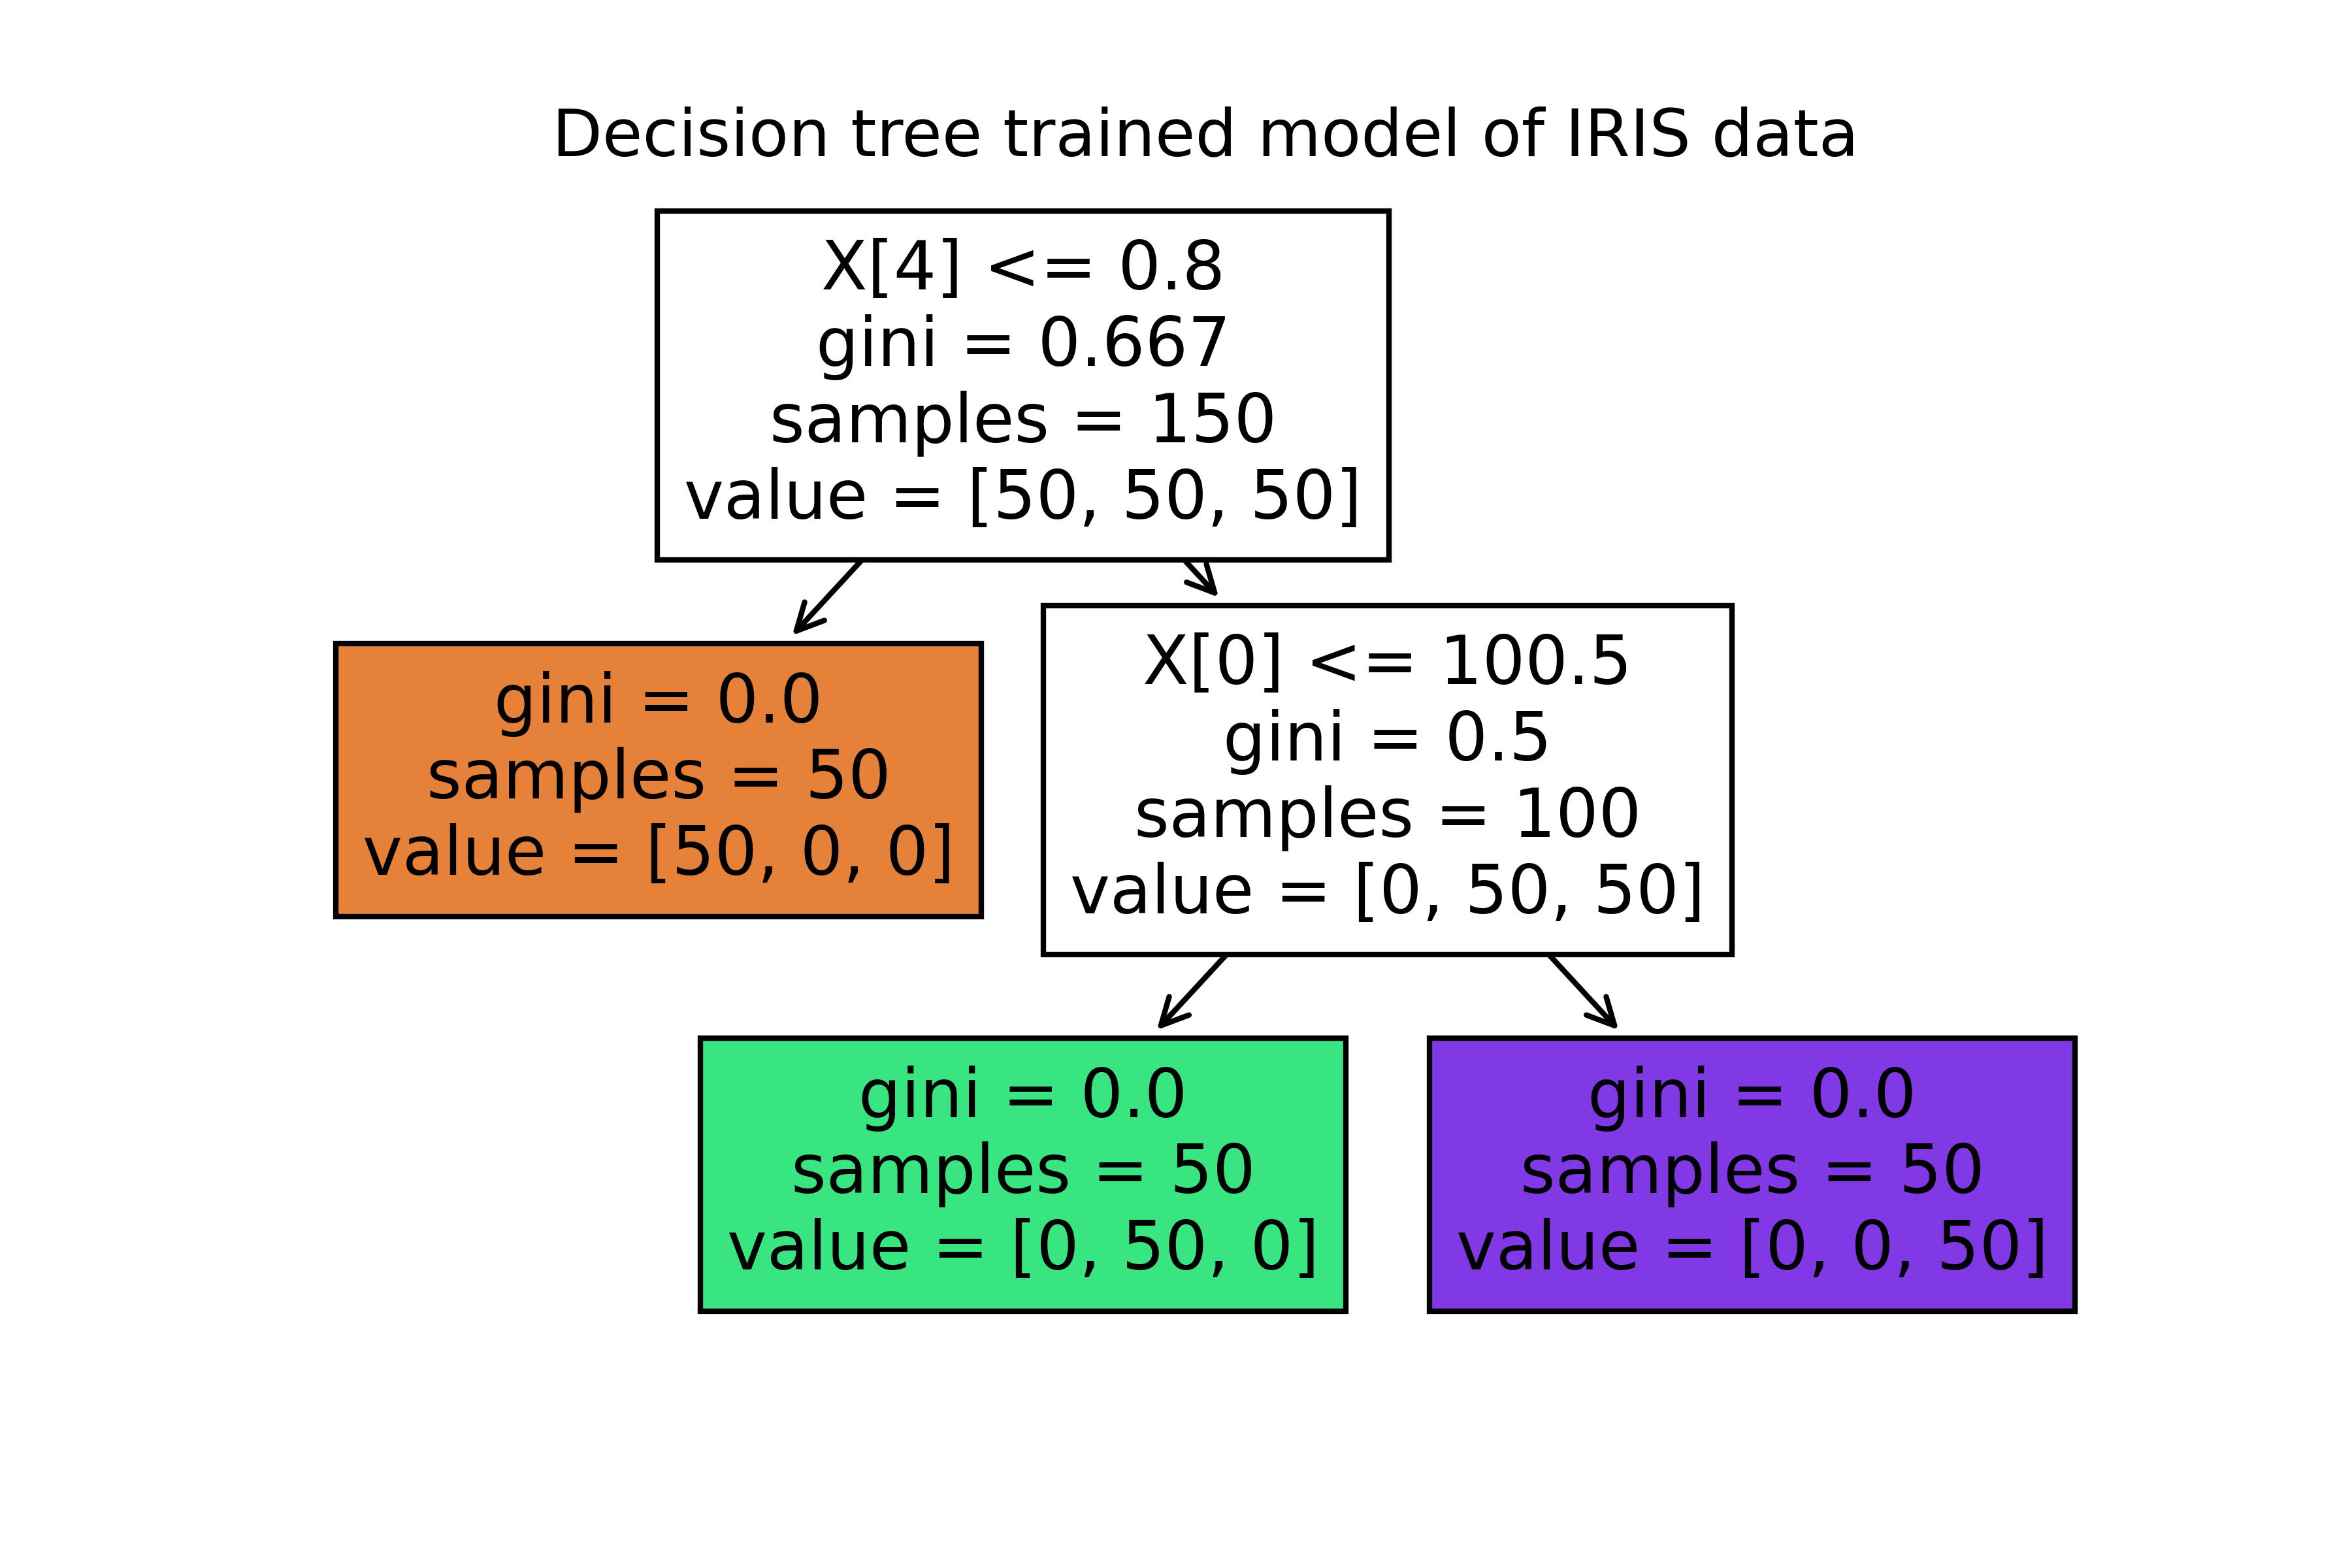 Decision tree trained model of IRIS data
X[4] <= 0.8
gini = 0.667
samples = 150
value = [50, 50, 50]
gini = 0.0
samples = 50
value = [50, 0, 0]
X[0] <= 100.5
gini = 0.5
samples = 100
value = [0, 50, 50]
gini = 0.0
samples = 50
value = [0, 50, 0]
gini = 0.0
samples = 50
value = [0, 0, 50]